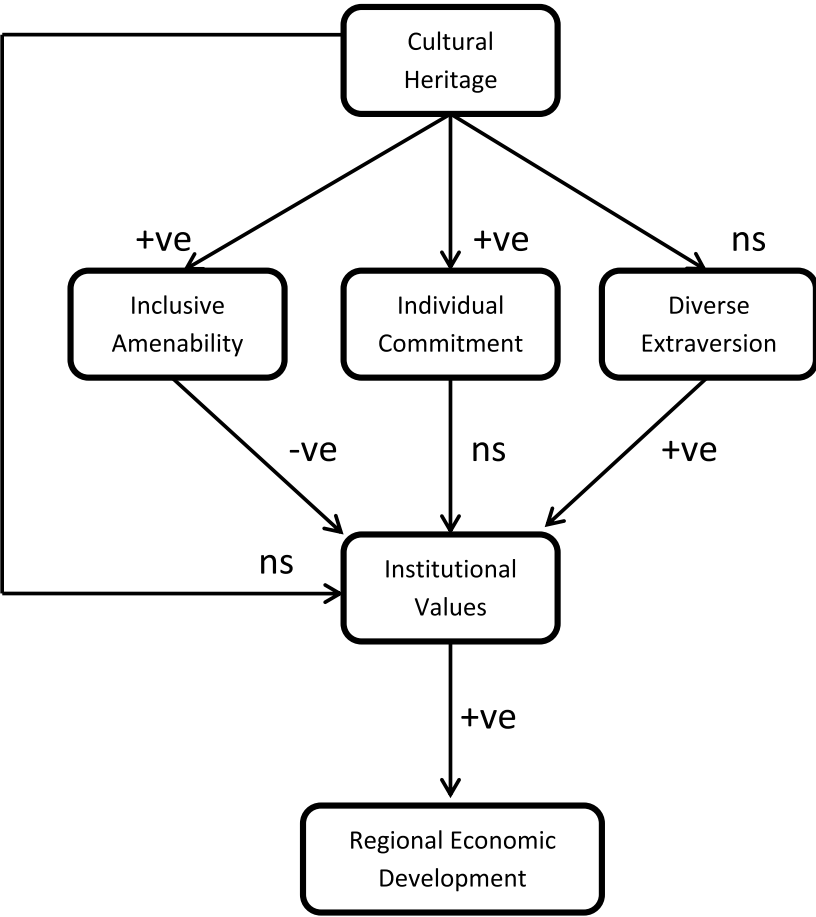 Cultural
Heritage
+ve
+ve
ns
Inclusive
Amenability
Individual
Commitment
Diverse
Extraversion
-ve
ns
+ve
ns
Institutional
Values
+ve
Regional Economic
Development